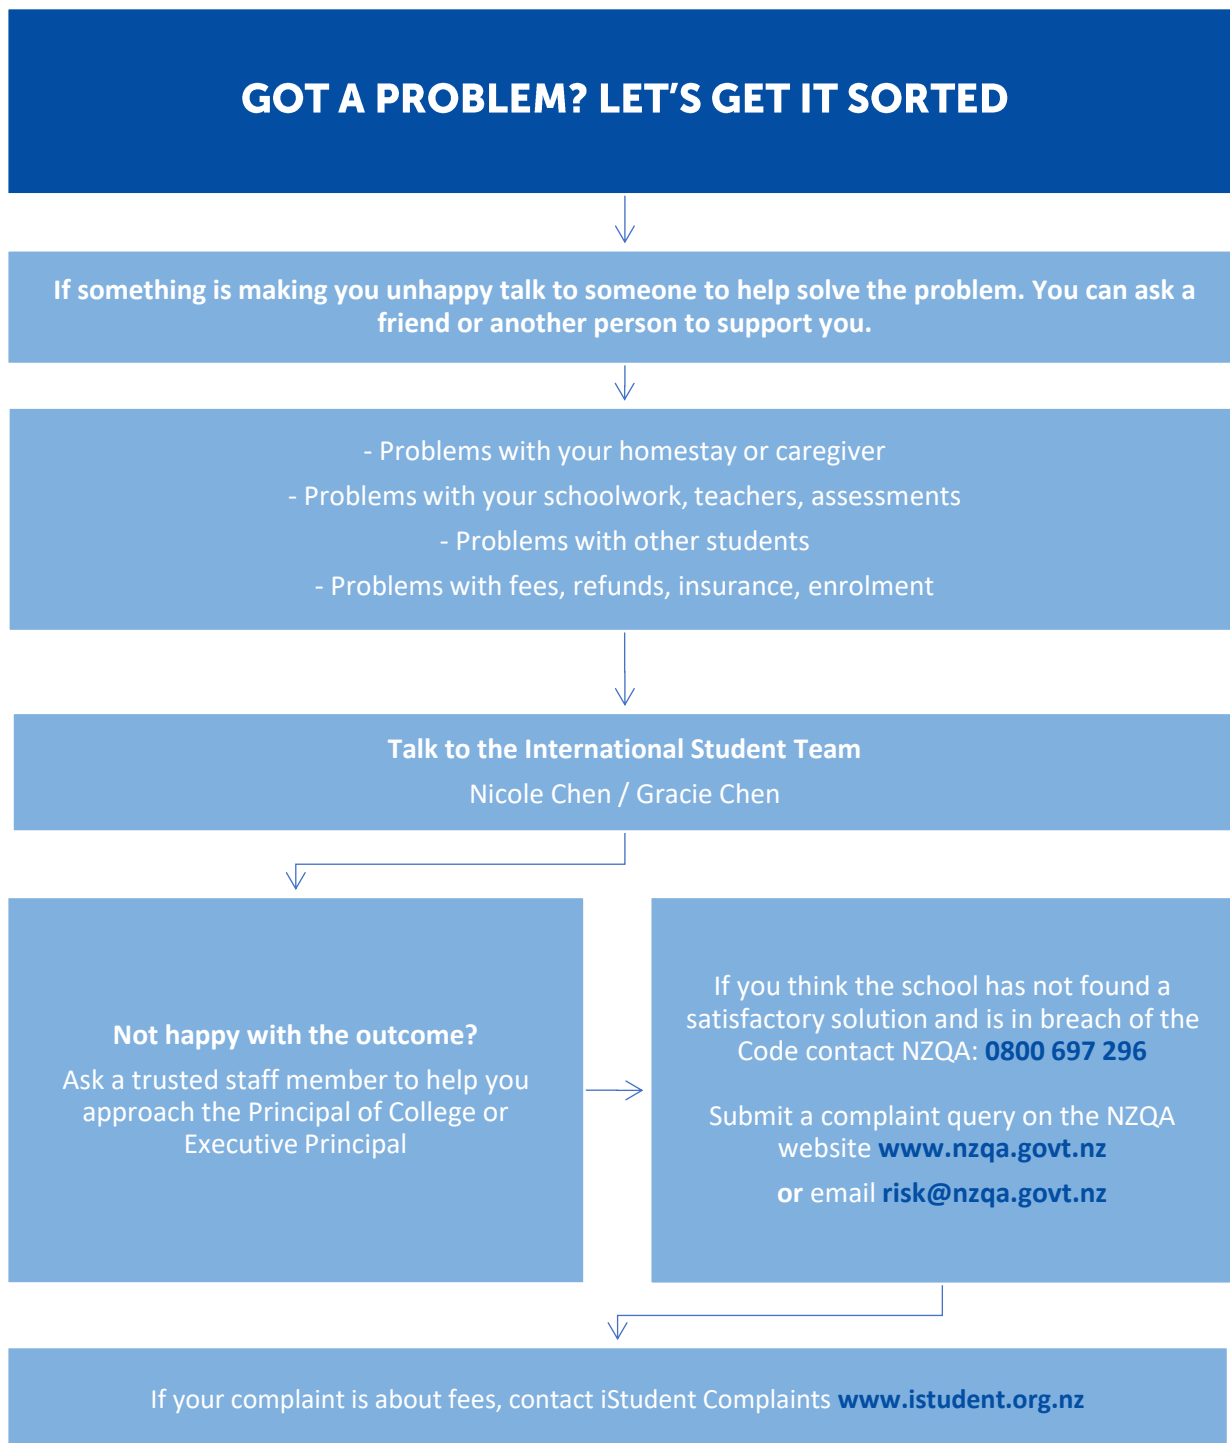 GOT A PROBLEM? LET’S GET IT SORTED
If something is making you unhappy talk to someone to help solve the problem. You can ask a
friend or another person to support you.
- Problems with your homestay or caregiver
- Problems with your schoolwork, teachers, assessments
- Problems with other students
- Problems with fees, refunds, insurance, enrolment
Talk to the International Student Team
Nicole Chen / Gracie Chen
Not happy with the outcome?
Ask a trusted staff member to help you
approach the Principal of College or
Executive Principal
If you think the school has not found a
satisfactory solution and is in breach of the
Code contact NZQA: 0800 697 296
Submit a complaint query on the NZQA
website www.nzqa.govt.nz
or email risk@nzqa.govt.nz
If your complaint is about fees, contact iStudent Complaints www.istudent.org.nz